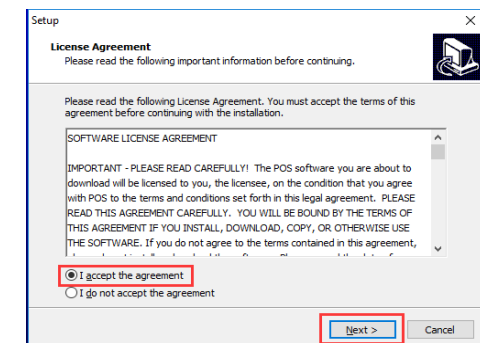 Setup
License Agreement
Please read the following important information before continuing.
Please read the following License Agreement. You must accept the terms of this
agreement before continuing with the installation.
SOFTWARE LICENSE AGREEMENT
IMPORTANT - PLEASE READ CAREFULLY! The POS software you are about to
download will be licensed to you, the licensee, on the condition that you agree
with POS to the terms and conditions set forth in this legal agreement. PLEASE
READ THIS AGREEMENT CAREFULLY. YOU WILL BE BOUND BY THE TERMS OF
THIS AGREEMENT IF YOU INSTALL, DOWNLOAD, COPY, OR OTHERWISE USE
THE SOFTWARE. If you do not agree to the terms contained in this agreement,
I accept the agreement
I do not accept the agreement
Next >
Cancel